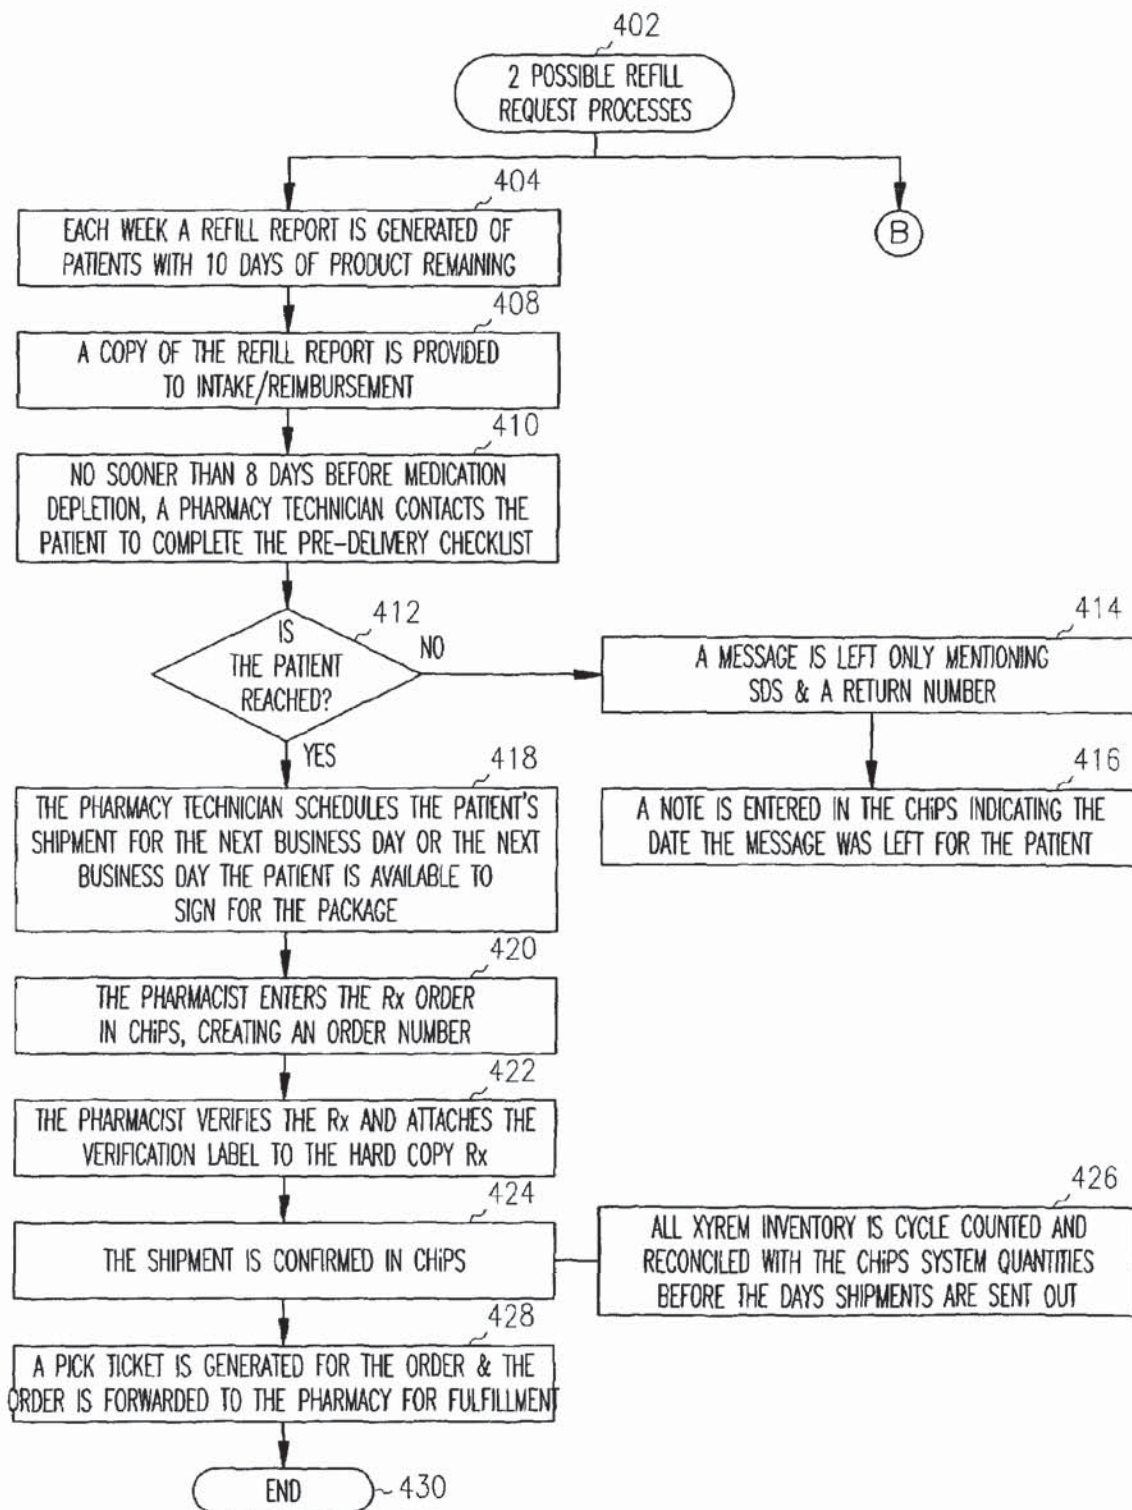 402
2 POSSIBLE REFILL
REQUEST PROCESSES
404
EACH WEEK A REFILL REPORT IS GENERATED OF
PATIENTS WITH 10 DAYS OF PRODUCT REMAINING
B
408
A COPY OF THE REFILL REPORT IS PROVIDED
TO INTAKE/REIMBURSEMENT
410
NO SOONER THAN 8 DAYS BEFORE MEDICATION
DEPLETION, A PHARMACY TECHNICIAN CONTACTS THE
PATIENT TO COMPLETE THE PRE-DELIVERY CHECKLIST
412
IS
THE PATIENT
REACHED?
NO
414
A MESSAGE IS LEFT ONLY MENTIONING
SDS & A RETURN NUMBER
416
A NOTE IS ENTERED IN THE CHiPS INDICATING THE
DATE THE MESSAGE WAS LEFT FOR THE PATIENT
YES
418
THE PHARMACY TECHNICIAN SCHEDULES THE PATIENT'S
SHIPMENT FOR THE NEXT BUSINESS DAY OR THE NEXT
BUSINESS DAY THE PATIENT IS AVAILABLE TO
SIGN FOR THE PACKAGE
420
THE PHARMACIST ENTERS THE Rx ORDER
IN CHiPS, CREATING AN ORDER NUMBER
422
THE PHARMACIST VERIFIES THE Rx AND ATTACHES THE
VERIFICATION LABEL TO THE HARD COPY Rx
424
THE SHIPMENT IS CONFIRMED IN CHiPS
426
ALL XYREM INVENTORY IS CYCLE COUNTED AND
RECONCILED WITH THE CHiPS SYSTEM QUANTITIES
BEFORE THE DAYS SHIPMENTS ARE SENT OUT
428
A PICK TICKET IS GENERATED FOR THE ORDER & THE
ORDER IS FORWARDED TO THE PHARMACY FOR FULFILLMENT
END
430